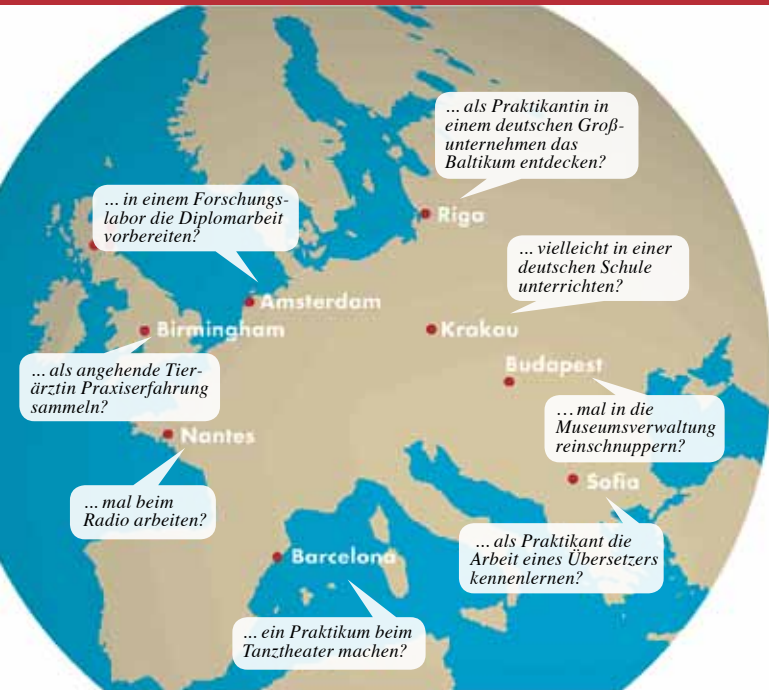 ... als Praktikantin in
einem deutschen Groß-
unternehmen das
Baltikum entdecken?
Riga
... in einem Forschungs-
labor die Diplomarbeit
vorbereiten?
... vielleicht in einer
deutschen Schule
unterrichten?
Amsterdam
Birmingham
Krakau
... als angehende Tier-
ärztin Praxiserfahrung
sammeln?
Budapest
... mal in die
Museumsverwaltung
reinschnuppern?
Nantes
Sofia
... mal beim
Radio arbeiten?
... als Praktikant die
Arbeit eines Übersetzers
kennenlernen?
Barcelona
... ein Praktikum beim
Tanztheater machen?